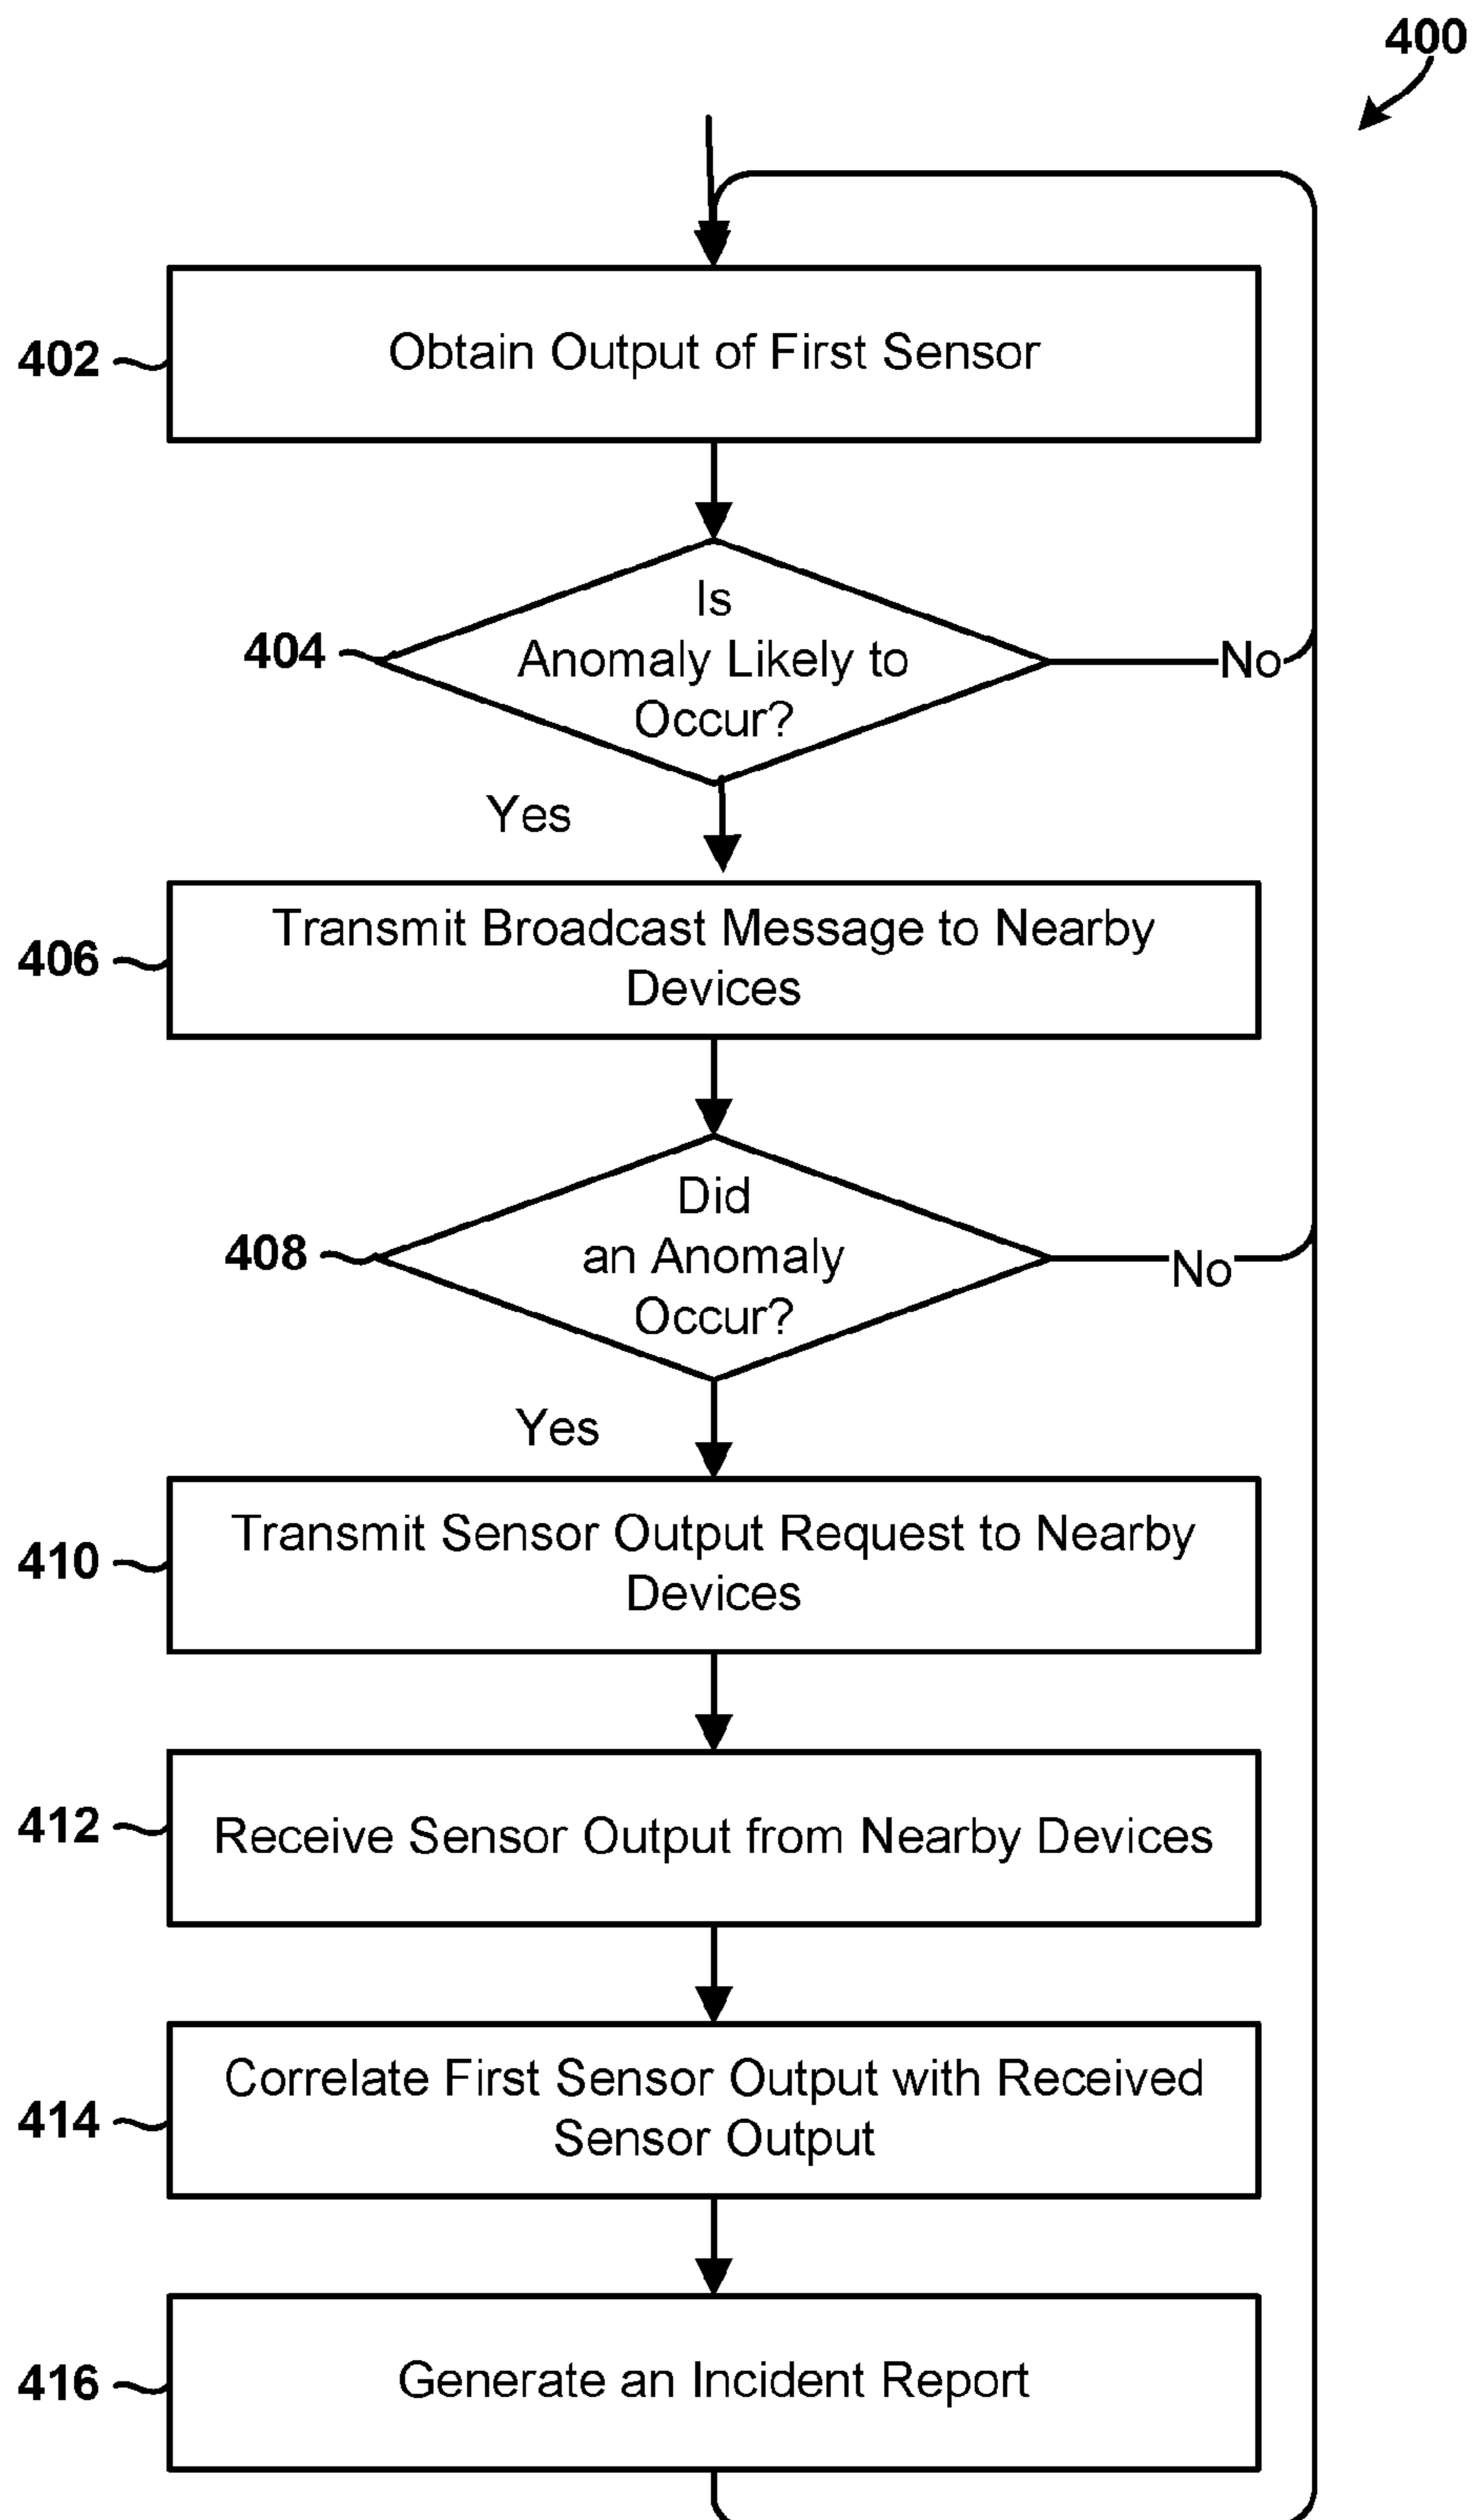 400
402
Obtain Output of First Sensor
404
Is
Anomaly Likely to
Occur?
No
Yes
406
Transmit Broadcast Message to Nearby
Devices
408
Did
an Anomaly
Occur?
No
Yes
410
Transmit Sensor Output Request to Nearby
Devices
412
Receive Sensor Output from Nearby Devices
414
Correlate First Sensor Output with Received
Sensor Output
416
Generate an Incident Report